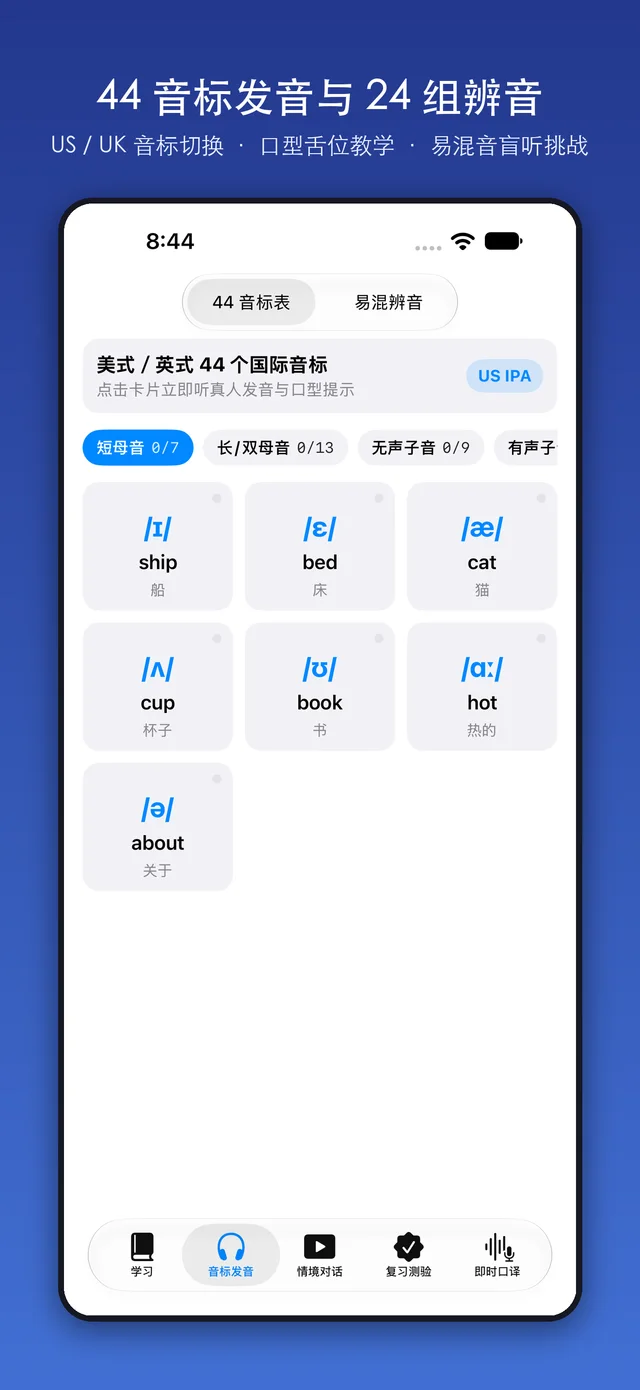 44 音标发音与 24 组辨音
US / UK 音标切换 · 口型舌位教学 · 易混音盲听挑战
8:44
44 音标表 易混辨音
美式 / 英式 44 个国际音标
点击卡片立即听真人发音与口型提示
US IPA
短母音 0/7 长/双母音 0/13 无声子音 0/9 有声子
/ɪ/ /ɛ/ /æ/
ship bed cat
船 床 猫
/ʌ/ /ʊ/ /ɑː/
cup book hot
杯子 书 热的
/ə/
about
关于
学习 音标发音 情境对话 复习测验 即时口译